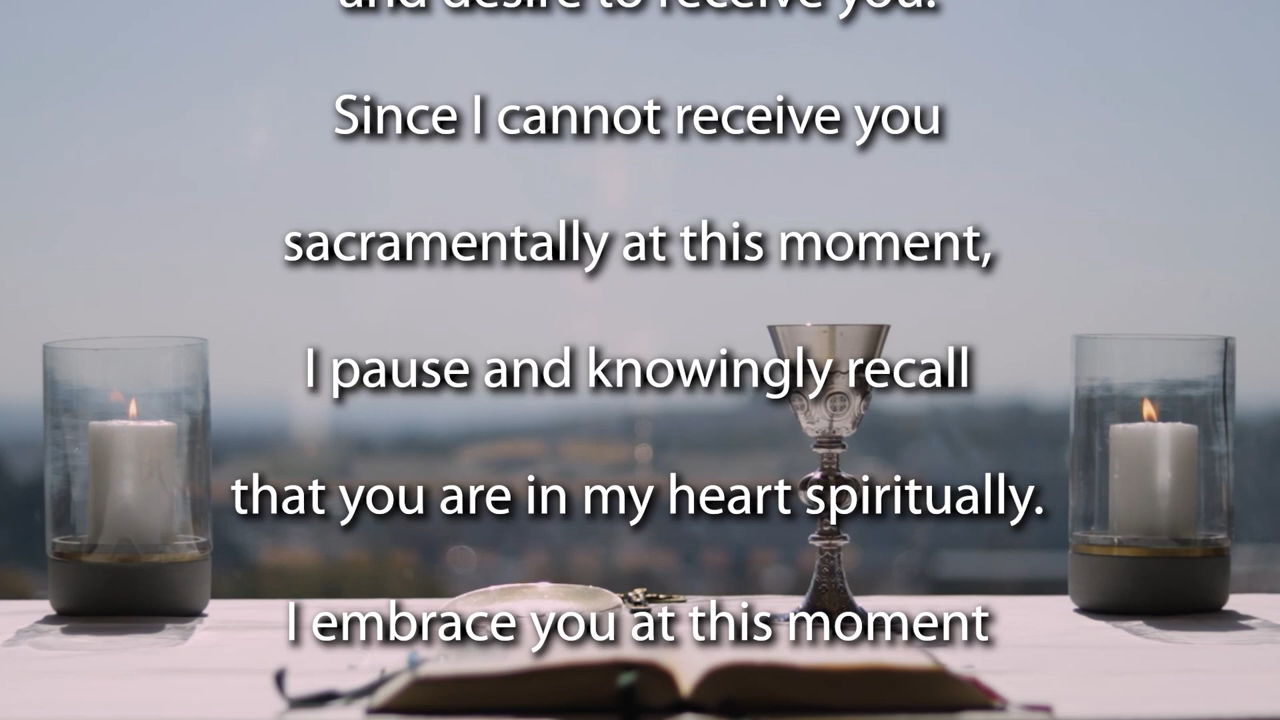 and desire to receive you.
Since I cannot receive you
sacramentally at this moment,
I pause and knowingly recall
that you are in my heart spiritually.
I embrace you at this moment